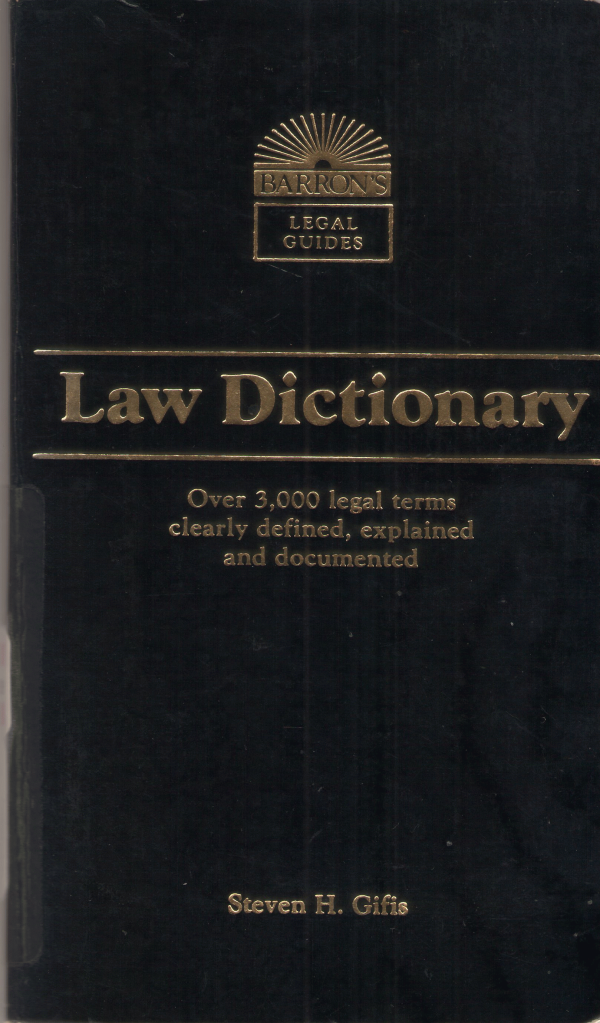 BARRON'S
LEGAL
GUIDES
Law Dictionary
Over 3,000 legal terms
clearly defined, explained
and documented
Steven H. Gifis